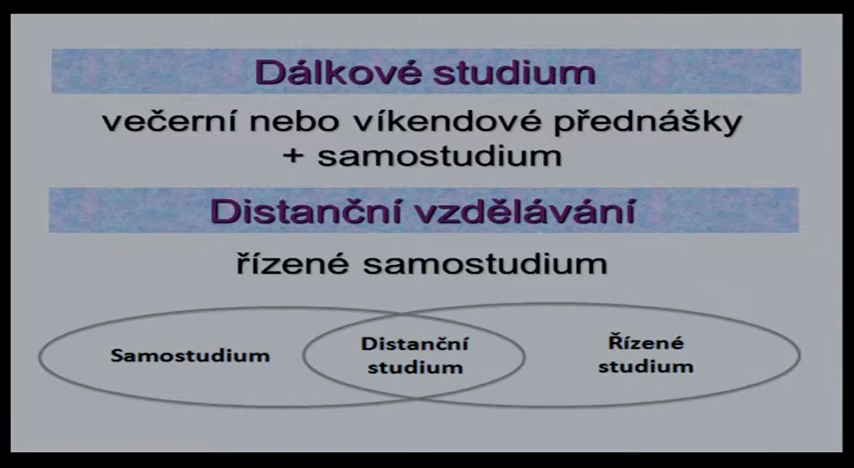 Dálkové studium
večerní nebo víkendové přednášky
+ samostudium
Distanční vzdělávání
řízené samostudium
Samostudium
Distanční
studium
Řízené
studium